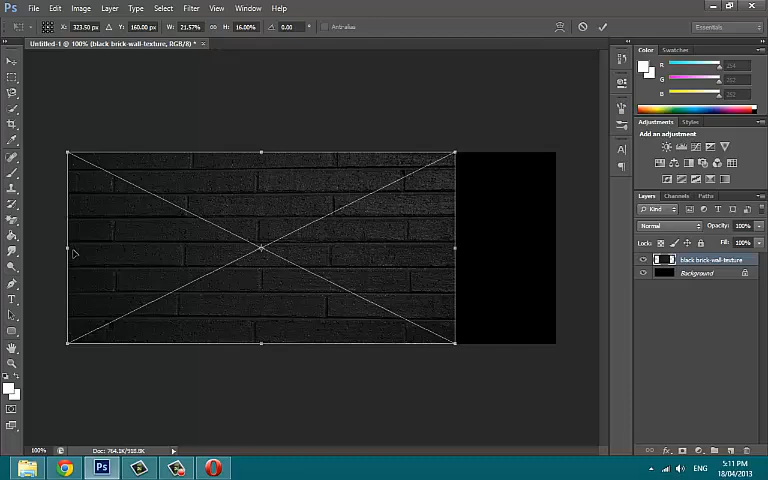 Ps File Edit Image Layer Type Select Filter View Window Help
X: 323.50 px Y: 160.00 px W: 21.57% H: 16.00% 0.00 ° Anti-alias Essentials
Untitled-1 @ 100% (black brick-wall-texture, RGB/8) * ×
Color Swatches
R
G
B
Adjustments Styles
Add an adjustment
Layers Channels Paths
Kind
Normal Opacity: 100%
Locks Fill: 100%
black brick-wall-texture
Background
100% Doc: 764.1K/918.8K
Ps ENG 5:11 PM
18/04/2013